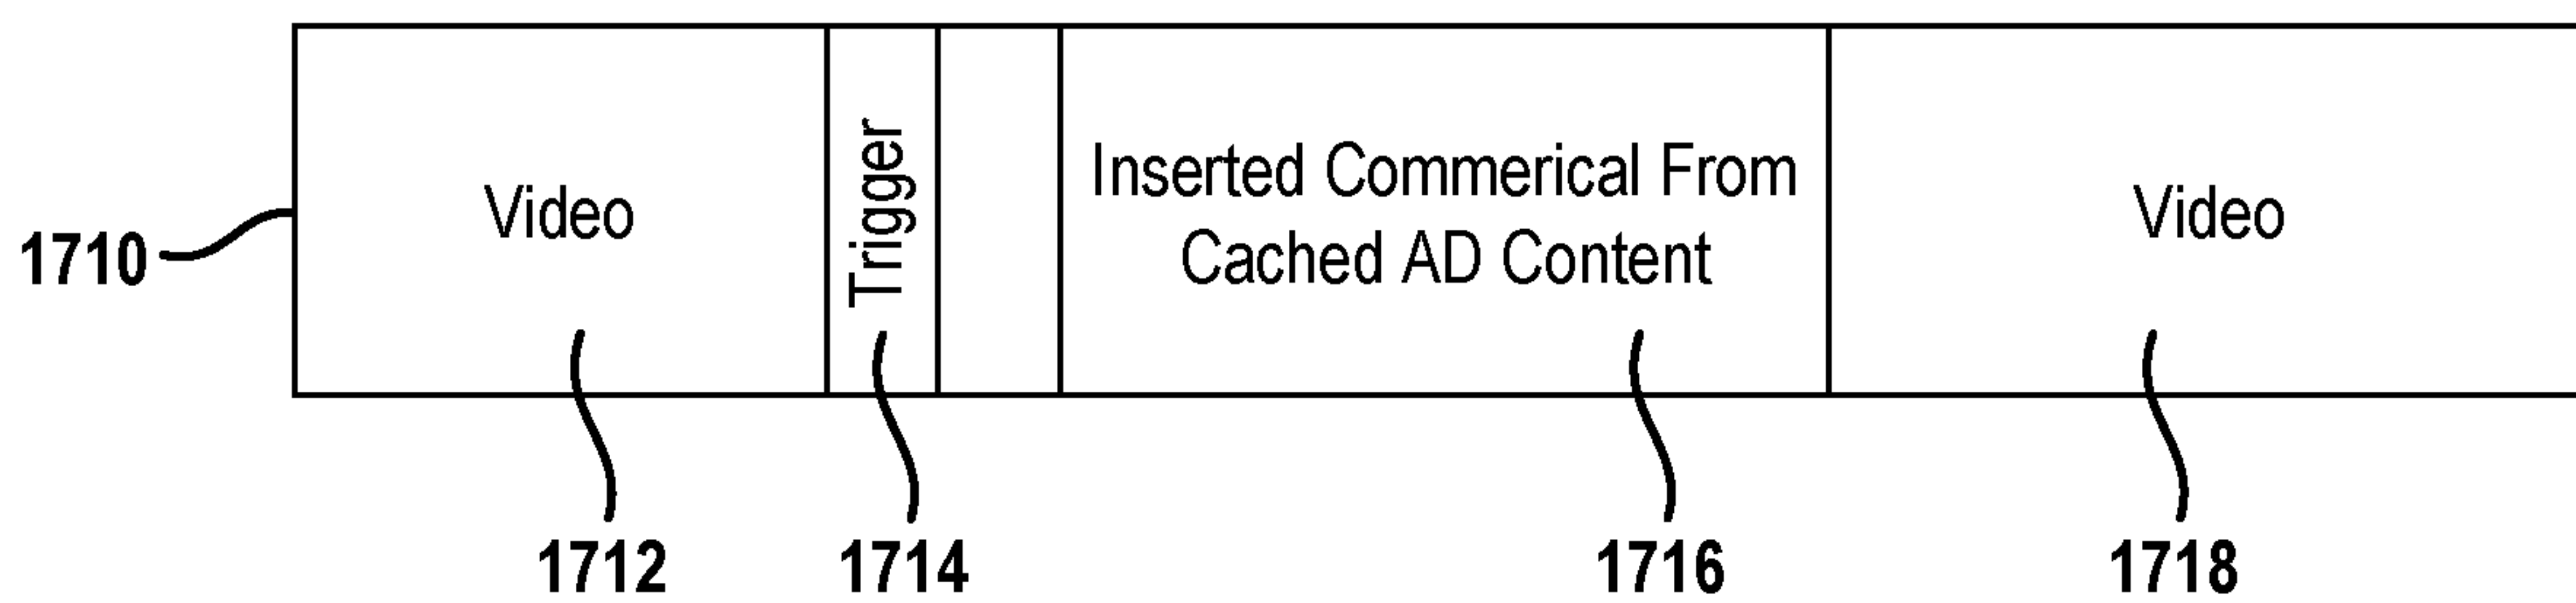 Video
Trigger
Inserted Commerical From
Cached AD Content
Video
1710
1712
1714
1716
1718